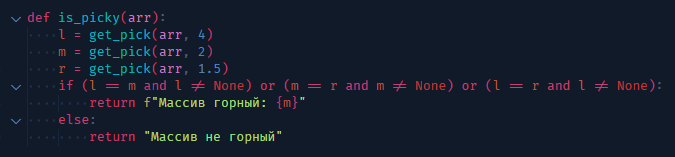 def is_picky(arr):
    l = get_pick(arr, 4)
    m = get_pick(arr, 2)
    r = get_pick(arr, 1.5)
    if (l == m and l != None) or (m == r and m != None) or (l == r and l != None):
        return f"Массив горный: {m}"
    else:
        return "Массив не горный"